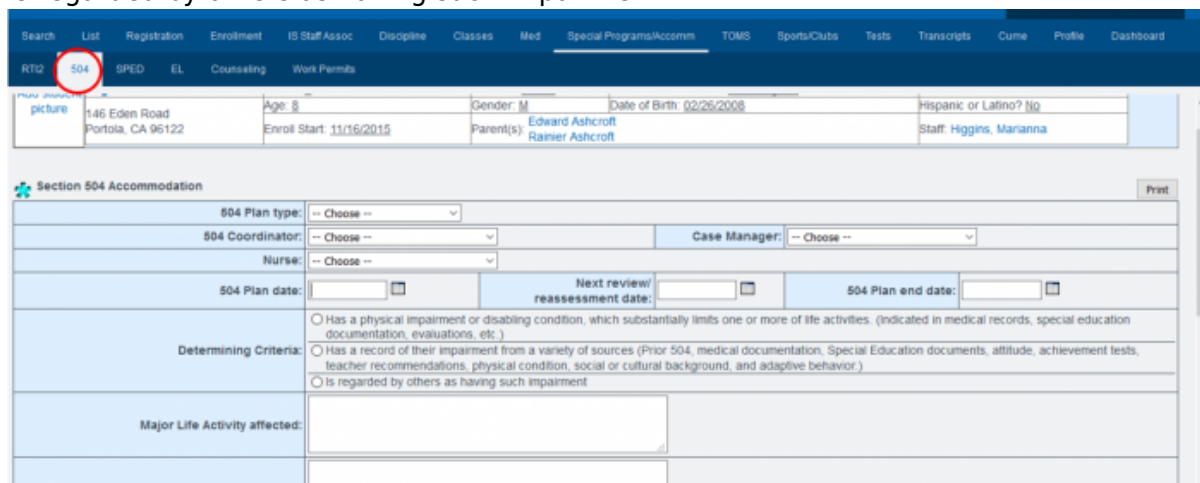 Search List Registration Enrollment IS Staff Assoc Discipline Classes Med Special Programs/Accomm TOMS Sports/Clubs Tests Transcripts Cume Profile Dashboard
RTI2 504 SPED EL Counseling Work Permits
picture
146 Eden Road
Portola, CA 96122
Age: 8 Gender: M Date of Birth: 02/26/2008 Hispanic or Latino? No
Enroll Start: 11/16/2015 Parent(s): Edward Ashcroft
Rainier Ashcroft
Staff: Higgins, Marianna
Section 504 Accommodation Print
504 Plan type: -- Choose --
504 Coordinator: -- Choose -- Case Manager: -- Choose --
Nurse: -- Choose --
504 Plan date: Next review/
reassessment date: 504 Plan end date:
Determining Criteria:
Has a physical impairment or disabling condition, which substantially limits one or more of life activities. (Indicated in medical records, special education
documentation, evaluations, etc.)
Has a record of their impairment from a variety of sources (Prior 504, medical documentation, Special Education documents, attitude, achievement tests,
teacher recommendations, physical condition, social or cultural background, and adaptive behavior.)
Is regarded by others as having such impairment
Major Life Activity affected: